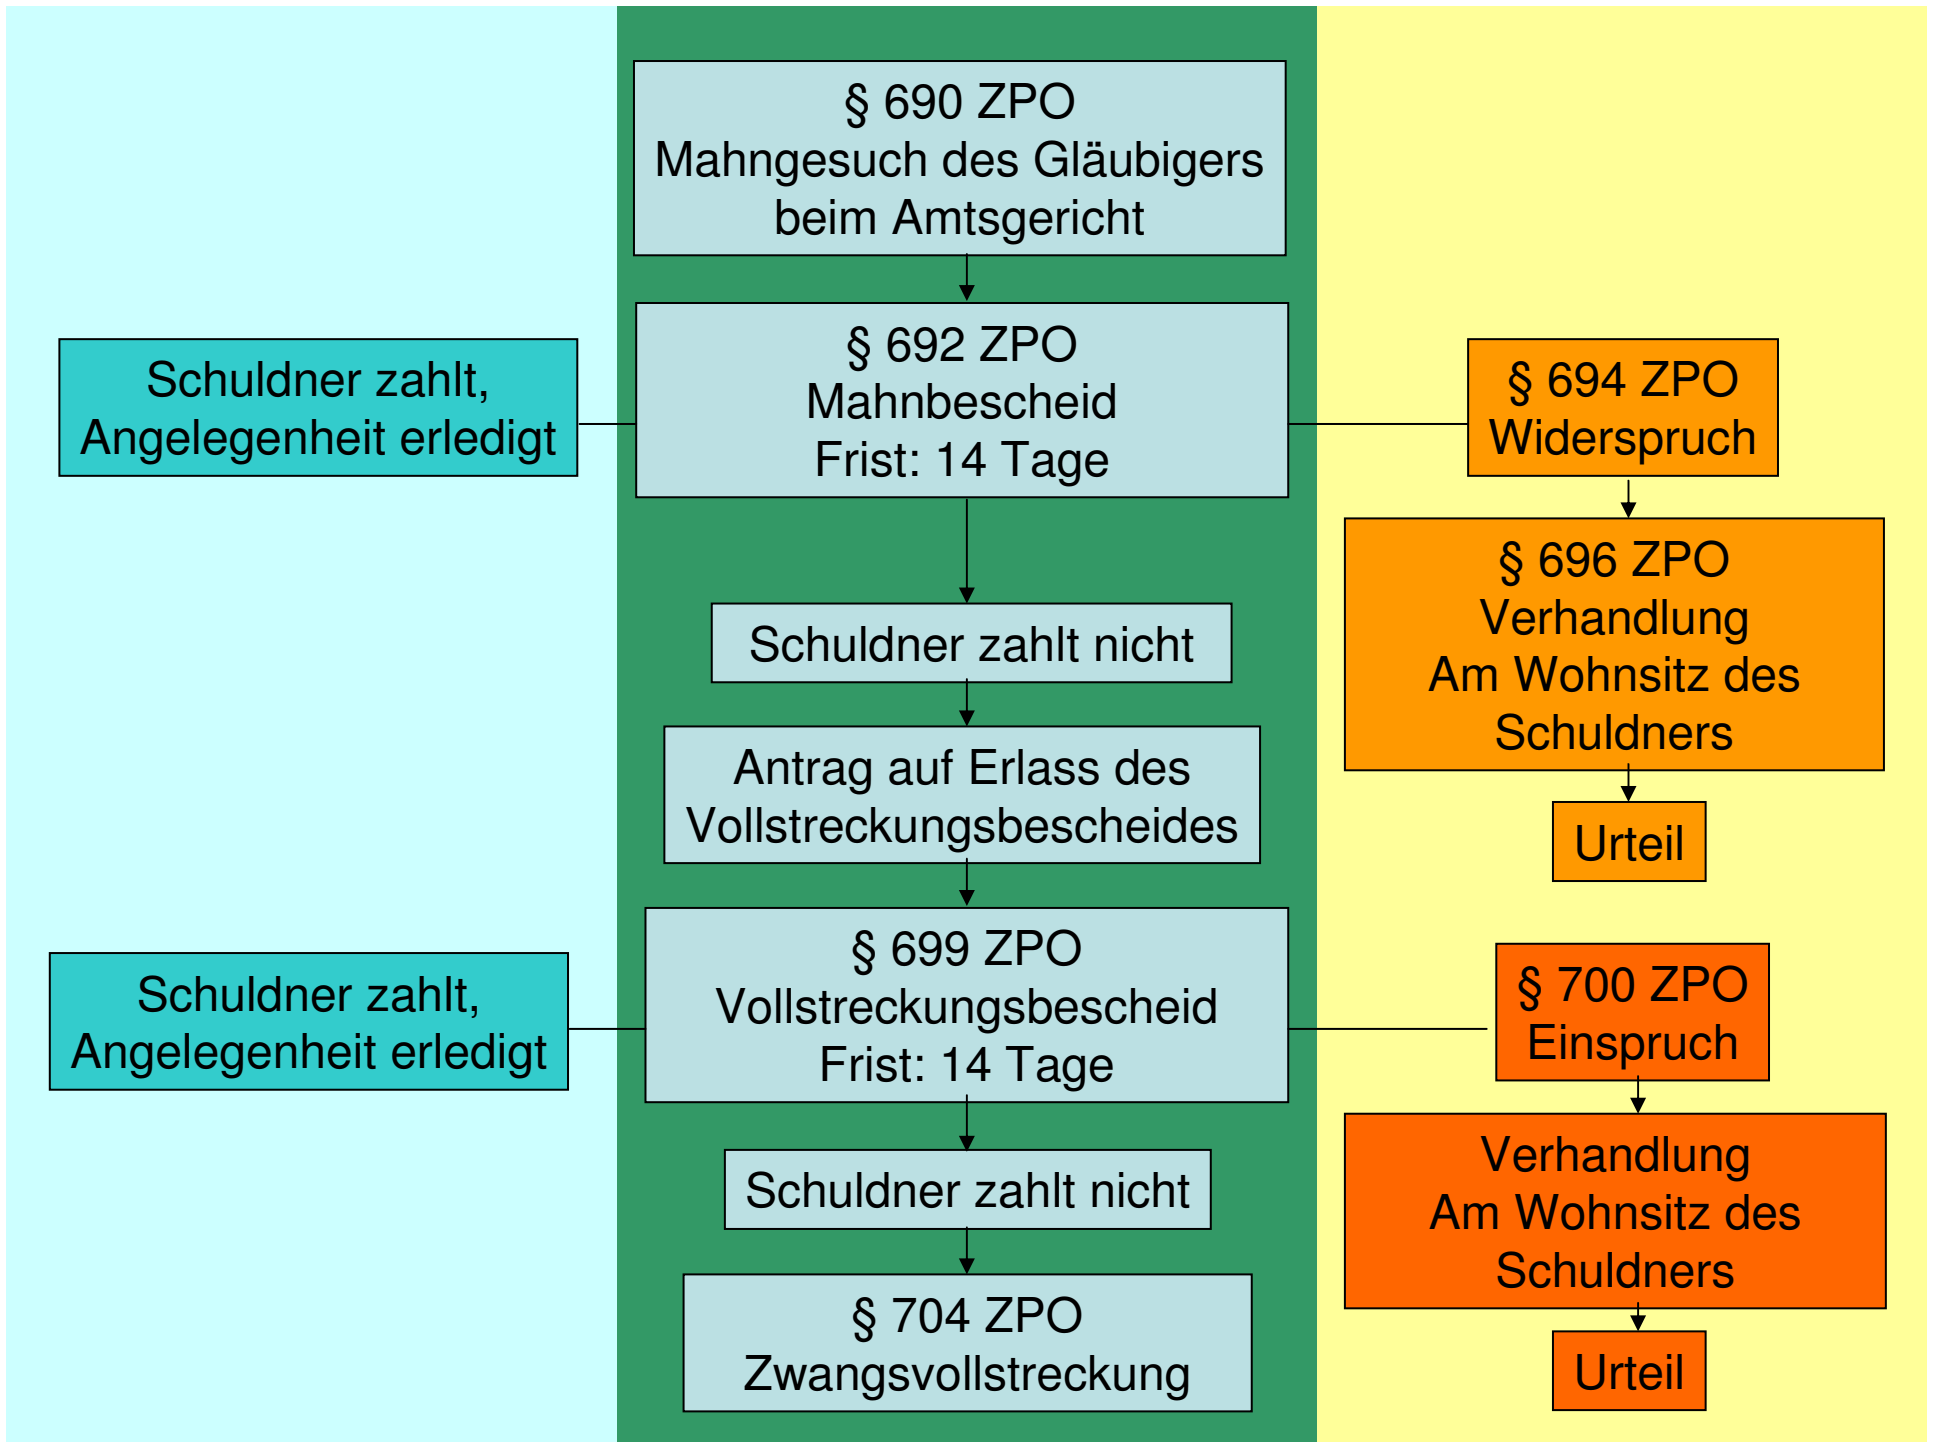 § 690 ZPO
Mahngesuch des Gläubigers
beim Amtsgericht
Schuldner zahlt,
Angelegenheit erledigt
§ 692 ZPO
Mahnbescheid
Frist: 14 Tage
§ 694 ZPO
Widerspruch
§ 696 ZPO
Verhandlung
Am Wohnsitz des
Schuldners
Urteil
Schuldner zahlt nicht
Antrag auf Erlass des
Vollstreckungsbescheides
Schuldner zahlt,
Angelegenheit erledigt
§ 699 ZPO
Vollstreckungsbescheid
Frist: 14 Tage
§ 700 ZPO
Einspruch
Verhandlung
Am Wohnsitz des
Schuldners
Urteil
Schuldner zahlt nicht
§ 704 ZPO
Zwangsvollstreckung